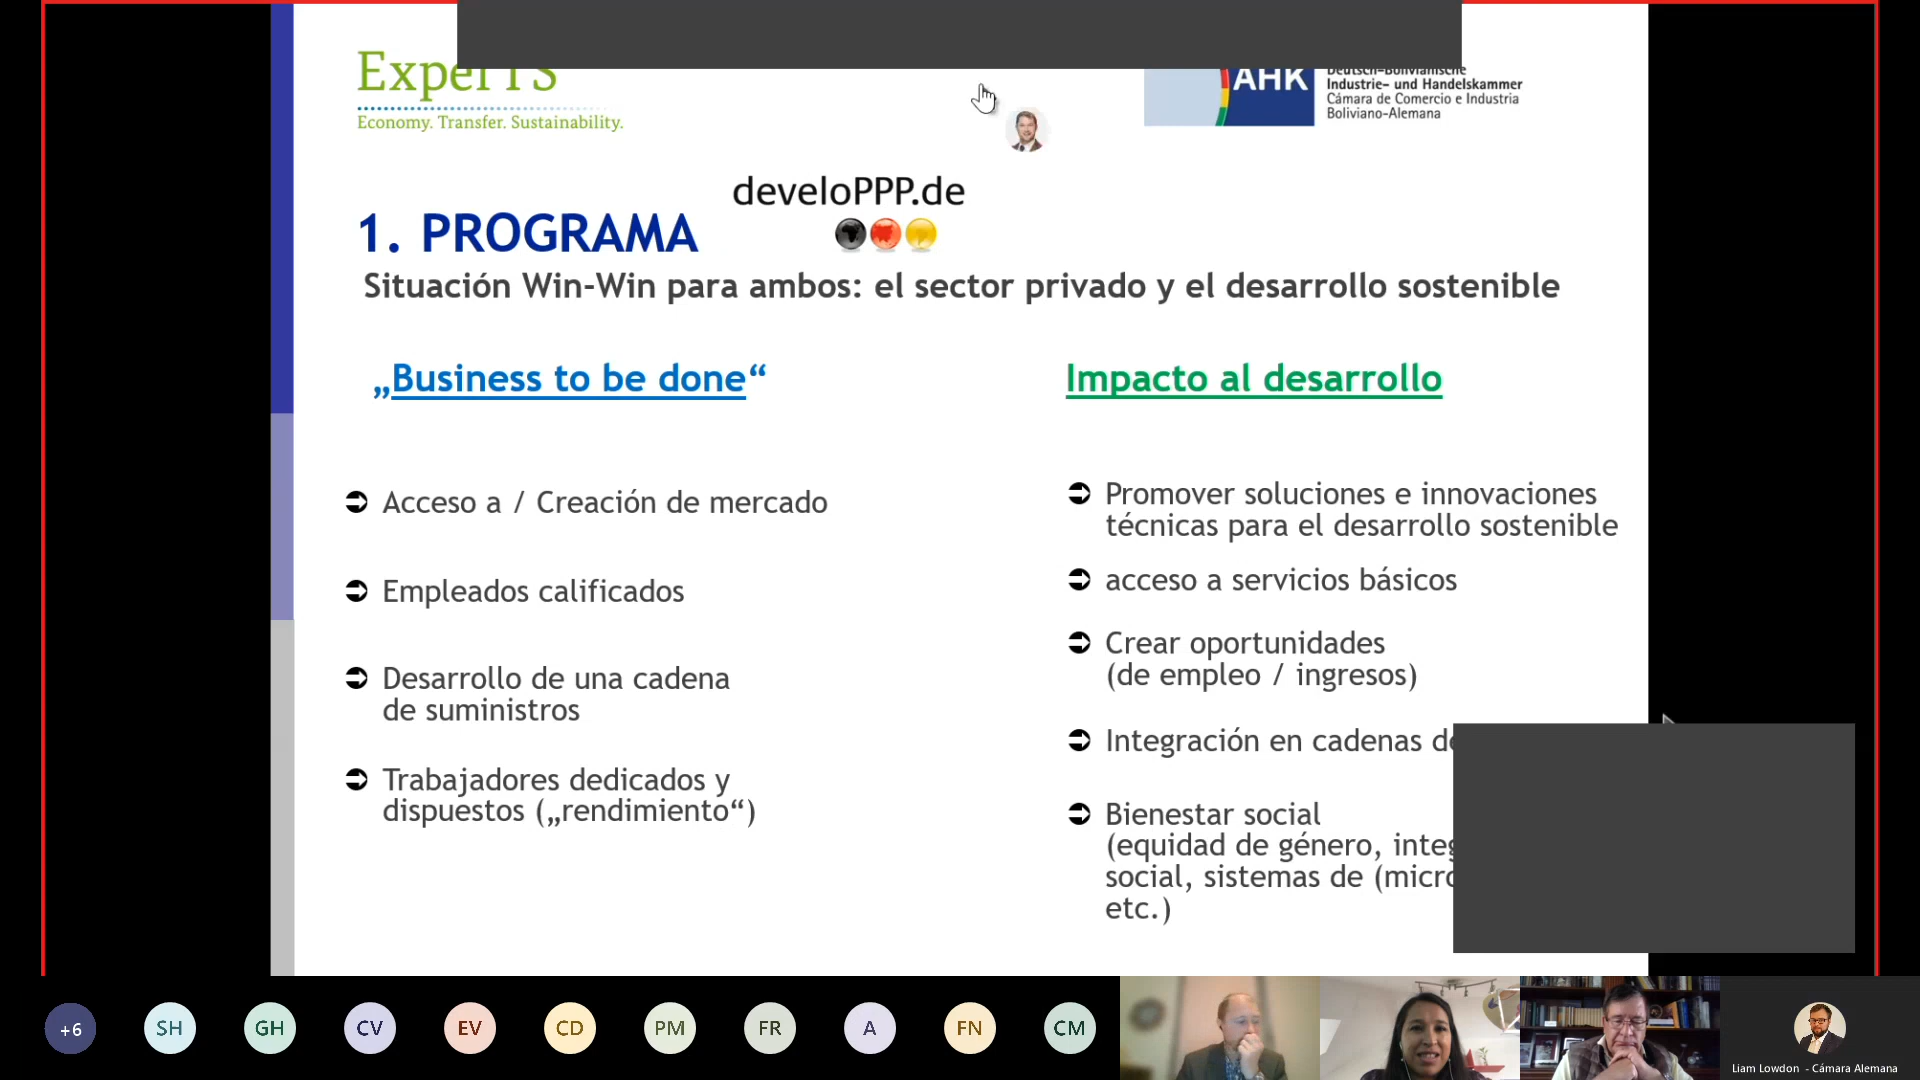 ExperTS
Economy. Transfer. Sustainability.
AHK
Deutsch-Bolivianische
Industrie- und Handelskammer
Cámara de Comercio e Industria
Boliviano-Alemana
develoPPP.de
1. PROGRAMA
Situación Win-Win para ambos: el sector privado y el desarrollo sostenible
„Business to be done“
Acceso a / Creación de mercado
Empleados calificados
Desarrollo de una cadena
de suministros
Trabajadores dedicados y
dispuestos („rendimiento“)
Impacto al desarrollo
Promover soluciones e innovaciones
técnicas para el desarrollo sostenible
acceso a servicios básicos
Crear oportunidades
(de empleo / ingresos)
Integración en cadenas
Bienestar social
(equidad de género,
social, sistemas de
etc.)
+6
SH
GH
CV
EV
CD
PM
FR
A
FN
CM
Liam Lowdon - Cámara Alemana